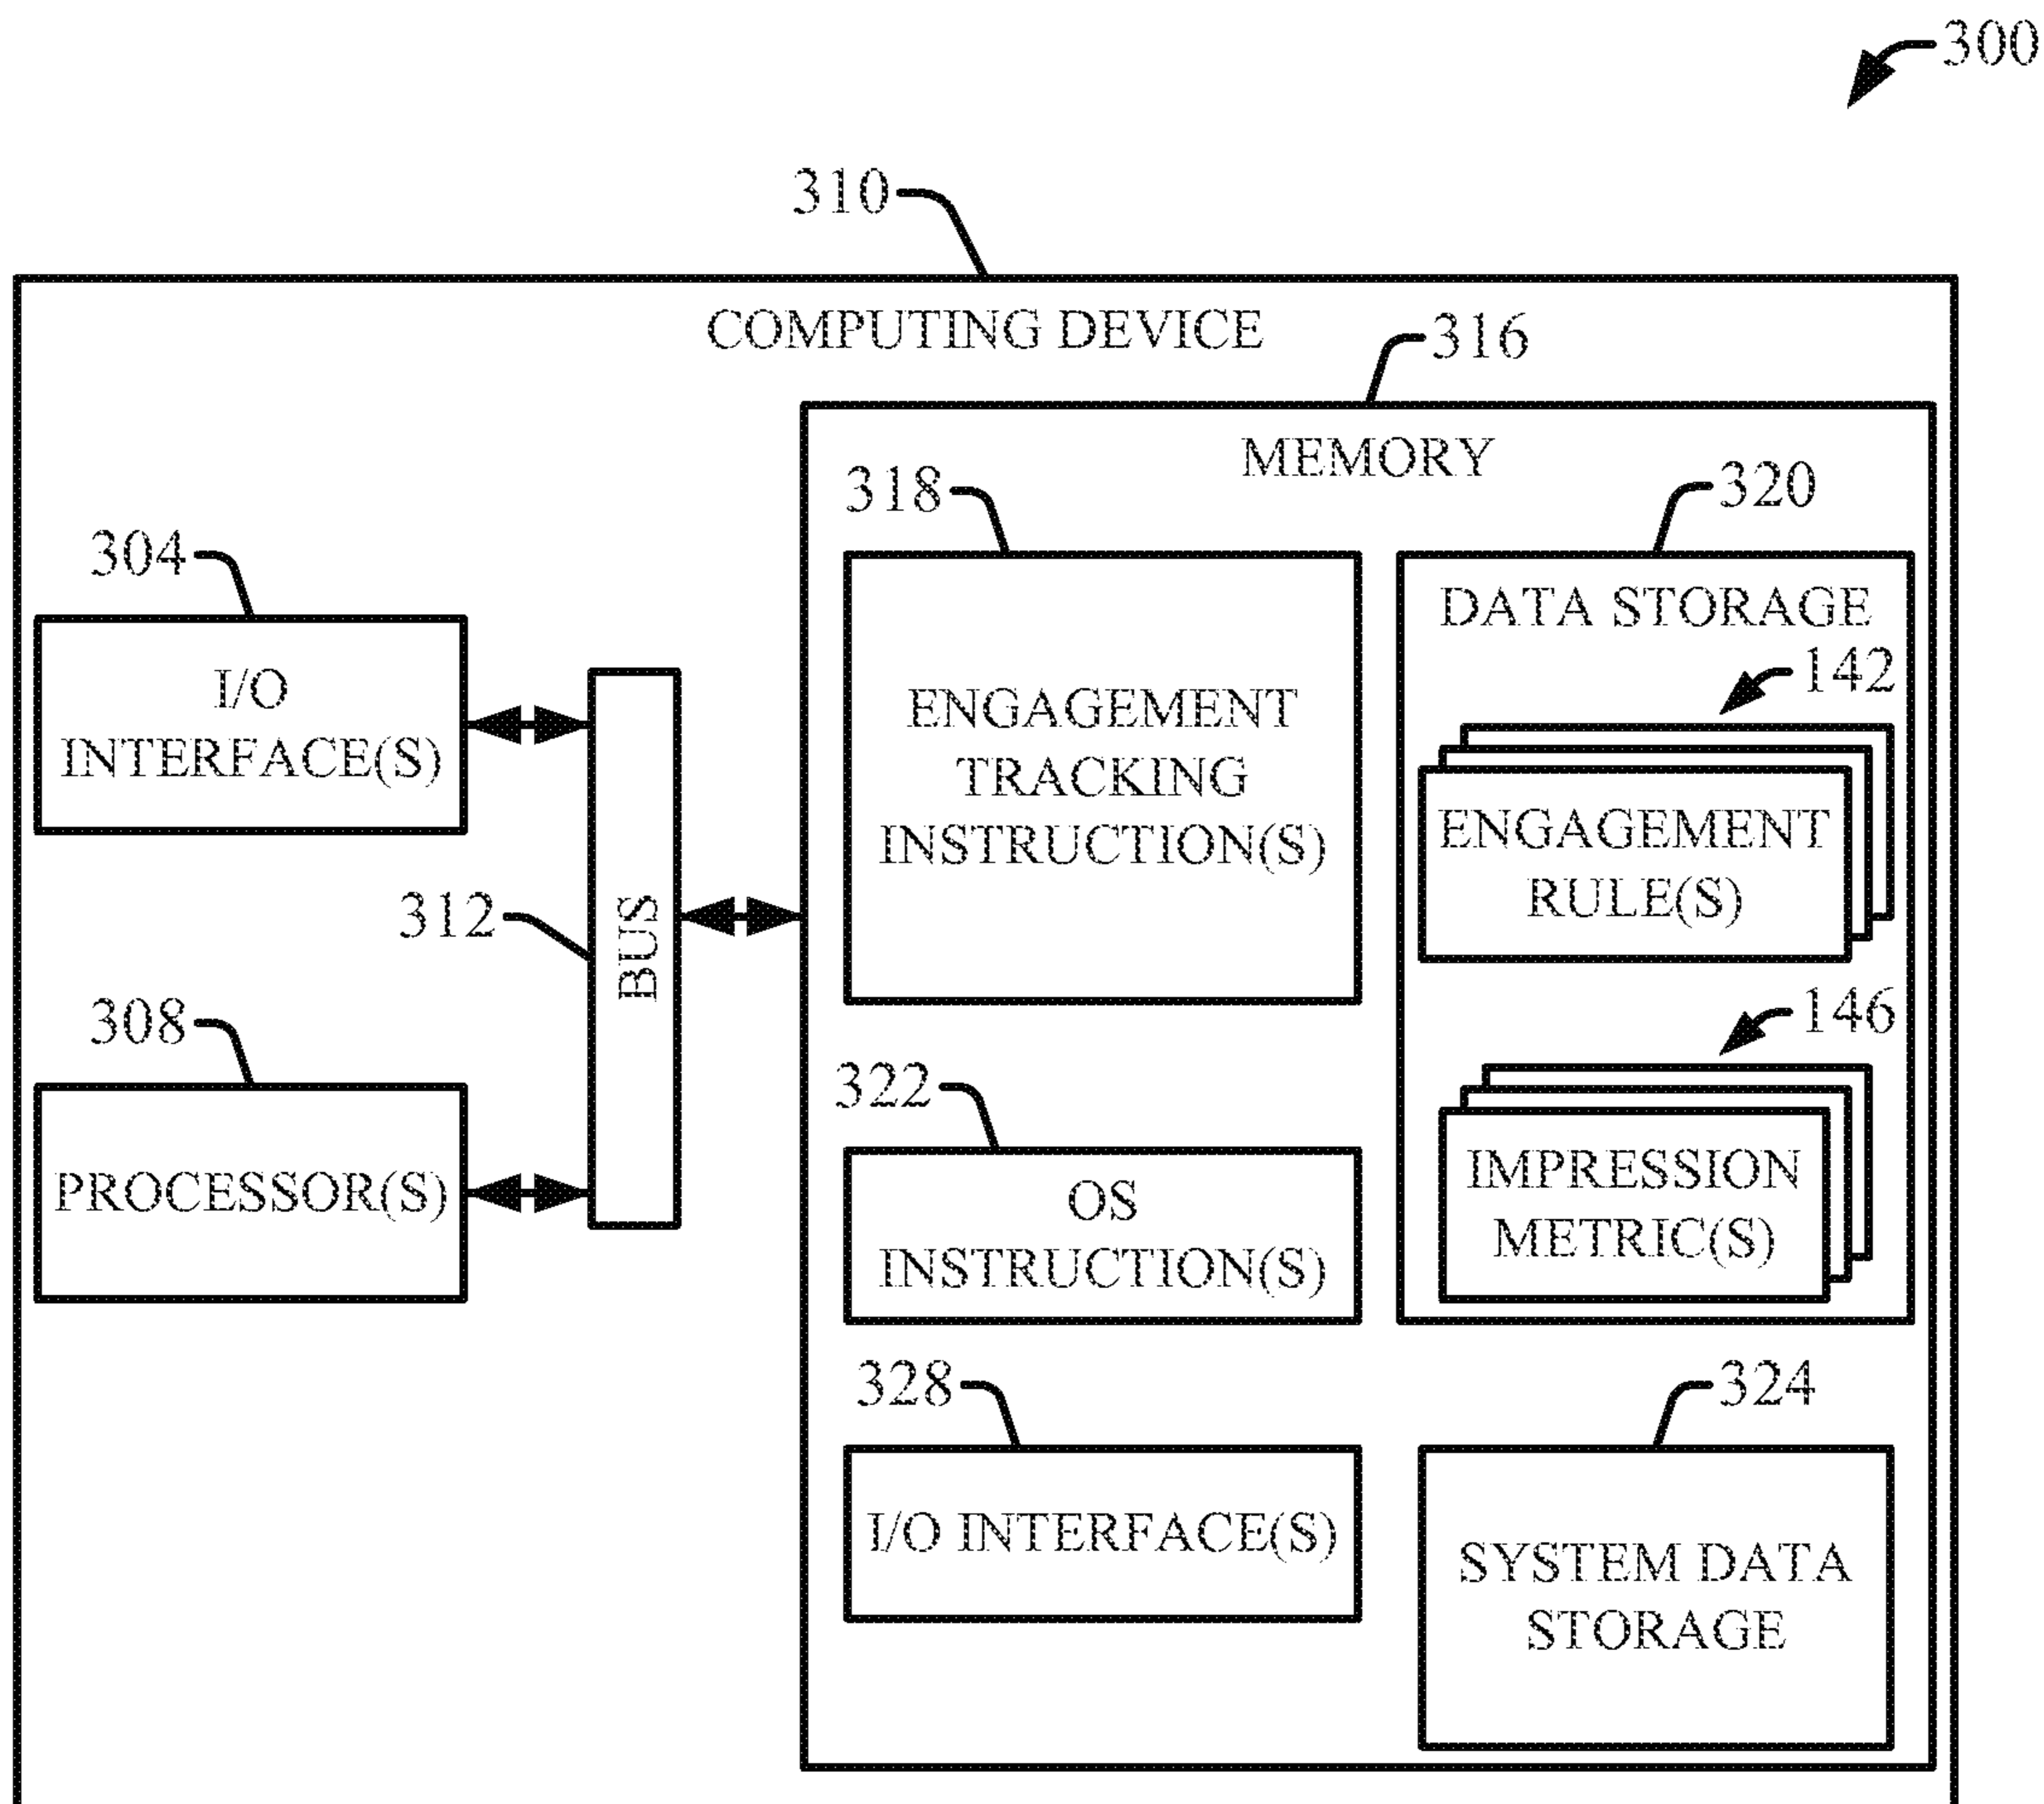 300
310
COMPUTING DEVICE
316
MEMORY
318
320
304
DATA STORAGE
I/O
INTERFACE(S)
142
ENGAGEMENT
TRACKING
INSTRUCTION(S)
ENGAGEMENT
RULE(S)
312
BUS
308
146
322
PROCESSOR(S)
OS
INSTRUCTION(S)
IMPRESSION
METRIC(S)
328
324
I/O INTERFACE(S)
SYSTEM DATA
STORAGE